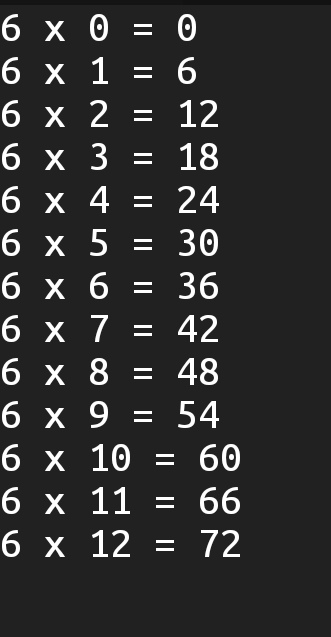 6 x 0 = 0
6 x 1 = 6
6 x 2 = 12
6 x 3 = 18
6 x 4 = 24
6 x 5 = 30
6 x 6 = 36
6 x 7 = 42
6 x 8 = 48
6 x 9 = 54
6 x 10 = 60
6 x 11 = 66
6 x 12 = 72